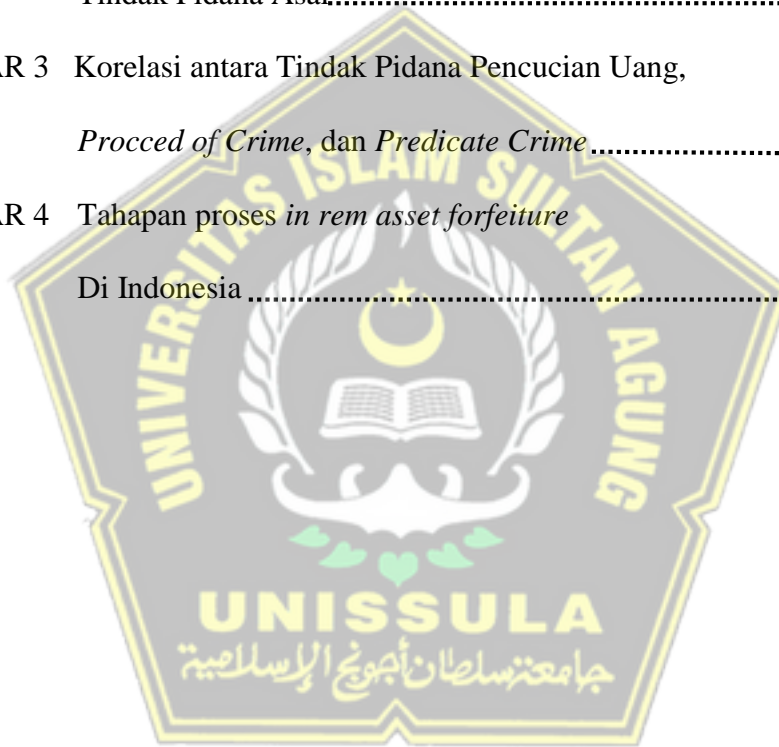 Tindak Pidana Asal
AR 3 Korelasi antara Tindak Pidana Pencucian Uang,
Procced of Crime, dan Predicate Crime
AR 4 Tahapan proses in rem asset forfeiture
Di Indonesia
UNIVERSITAS ISLAM SULTAN AGUNG
UNISSULA
جامعة سلطان أجونج الإسلامية